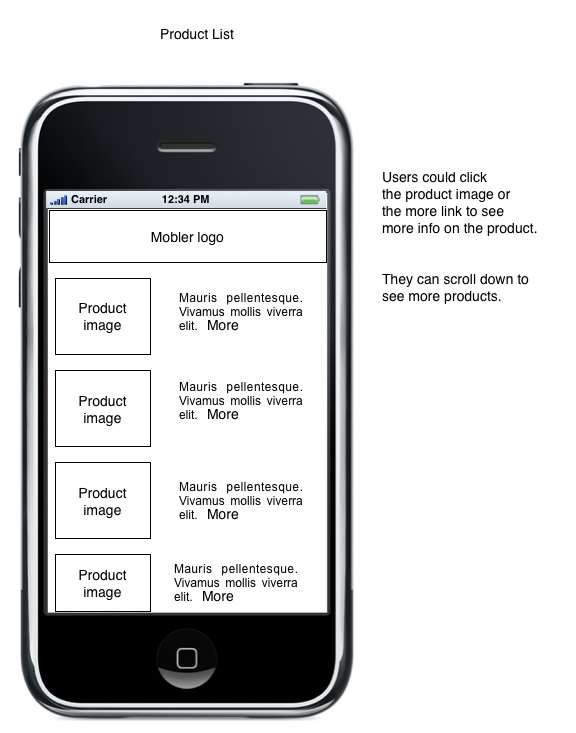 Product List
Carrier 12:34 PM
Mobler logo
Product
image
Mauris pellentesque.
Vivamus mollis viverra
elit. More
Product
image
Mauris pellentesque.
Vivamus mollis viverra
elit. More
Product
image
Mauris pellentesque.
Vivamus mollis viverra
elit. More
Product
image
Mauris pellentesque.
Vivamus mollis viverra
elit. More
Users could click
the product image or
the more link to see
more info on the product.
They can scroll down to
see more products.